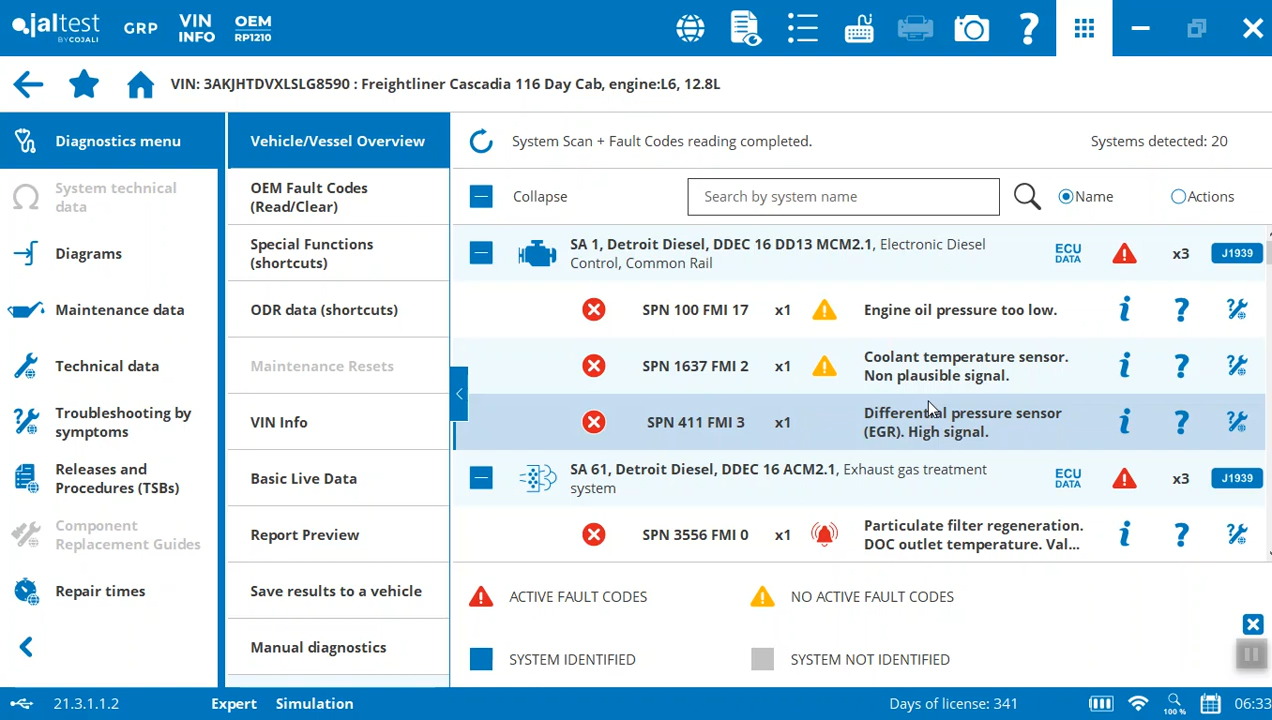 jaltest
BY COJALI
GRP
VIN
INFO
OEM
RP1210
VIN: 3AKJHTDVXLSLG8590 : Freightliner Cascadia 116 Day Cab, engine:L6, 12.8L
Diagnostics menu
System technical
data
Diagrams
Maintenance data
Technical data
Troubleshooting by
symptoms
Releases and
Procedures (TSBs)
Component
Replacement Guides
Repair times
Vehicle/Vessel Overview
OEM Fault Codes
(Read/Clear)
Special Functions
(shortcuts)
ODR data (shortcuts)
Maintenance Resets
VIN Info
Basic Live Data
Report Preview
Save results to a vehicle
Manual diagnostics
System Scan + Fault Codes reading completed.
Systems detected: 20
Collapse
Search by system name
Name
Actions
SA 1, Detroit Diesel, DDEC 16 DD13 MCM2.1, Electronic Diesel
Control, Common Rail
ECU
DATA
x3
J1939
SPN 100 FMI 17
x1
Engine oil pressure too low.
SPN 1637 FMI 2
x1
Coolant temperature sensor.
Non plausible signal.
SPN 411 FMI 3
x1
Differential pressure sensor
(EGR). High signal.
SA 61, Detroit Diesel, DDEC 16 ACM2.1, Exhaust gas treatment
system
ECU
DATA
x3
J1939
SPN 3556 FMI 0
x1
Particulate filter regeneration.
DOC outlet temperature. Val...
ACTIVE FAULT CODES
NO ACTIVE FAULT CODES
SYSTEM IDENTIFIED
SYSTEM NOT IDENTIFIED
21.3.1.1.2
Expert
Simulation
Days of license: 341
100 %
06:33